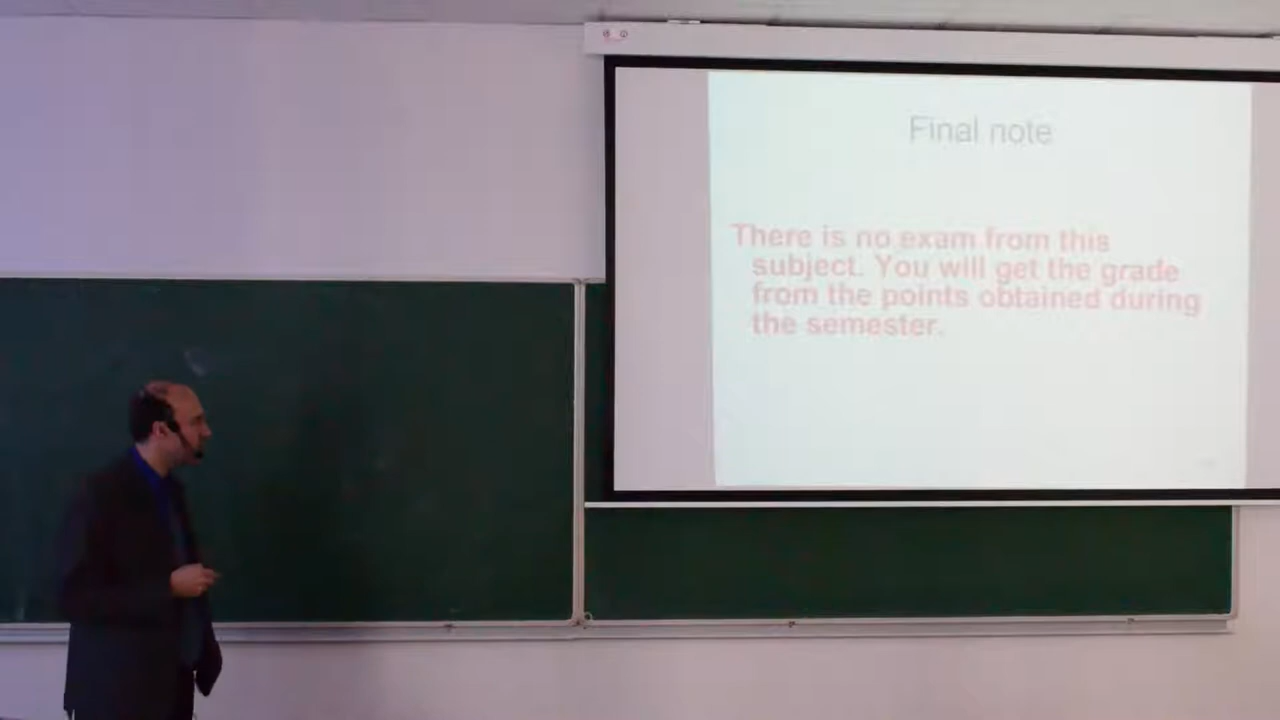 Final note
There is no exam from this
subject. You will get the grade
from the points obtained during
the semester.